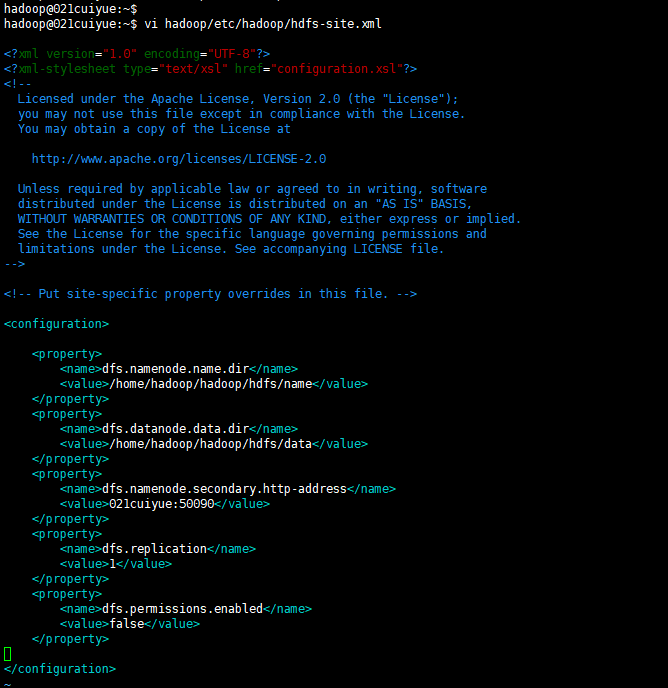 hadoop@021cuiyue:~$
hadoop@021cuiyue:~$ vi hadoop/etc/hadoop/hdfs-site.xml
<?xml version="1.0" encoding="UTF-8"?>
<?xml-stylesheet type="text/xsl" href="configuration.xsl"?>
<!--
  Licensed under the Apache License, Version 2.0 (the "License");
  you may not use this file except in compliance with the License.
  You may obtain a copy of the License at
    http://www.apache.org/licenses/LICENSE-2.0
  Unless required by applicable law or agreed to in writing, software
  distributed under the License is distributed on an "AS IS" BASIS,
  WITHOUT WARRANTIES OR CONDITIONS OF ANY KIND, either express or implied.
  See the License for the specific language governing permissions and
  limitations under the License. See accompanying LICENSE file.
-->
<!-- Put site-specific property overrides in this file. -->
<configuration>
    <property>
        <name>dfs.namenode.name.dir</name>
        <value>/home/hadoop/hadoop/hdfs/name</value>
    </property>
    <property>
        <name>dfs.datanode.data.dir</name>
        <value>/home/hadoop/hadoop/hdfs/data</value>
    </property>
    <property>
        <name>dfs.namenode.secondary.http-address</name>
        <value>021cuiyue:50090</value>
    </property>
    <property>
        <name>dfs.replication</name>
        <value>1</value>
    </property>
    <property>
        <name>dfs.permissions.enabled</name>
        <value>false</value>
    </property>
</configuration>
~